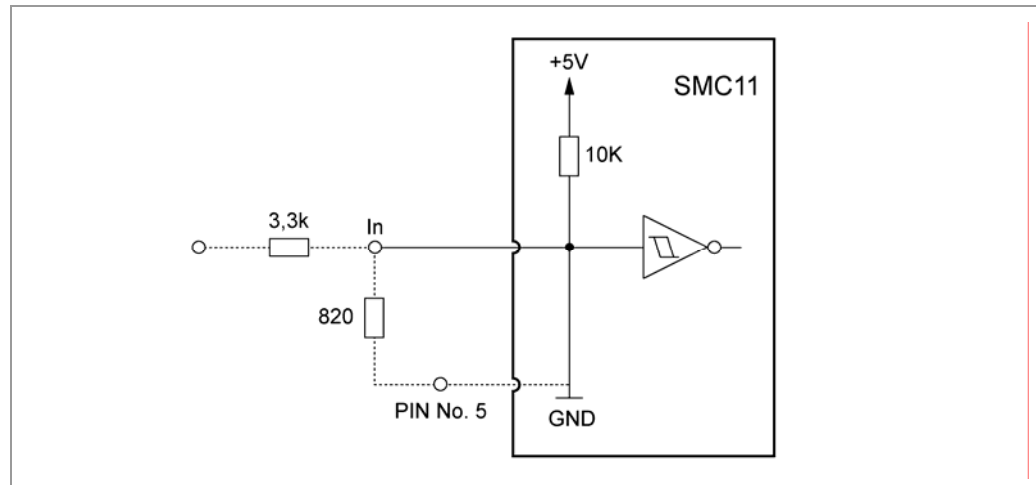 +5V
SMC11
10K
3,3k
In
820
PIN No. 5
GND